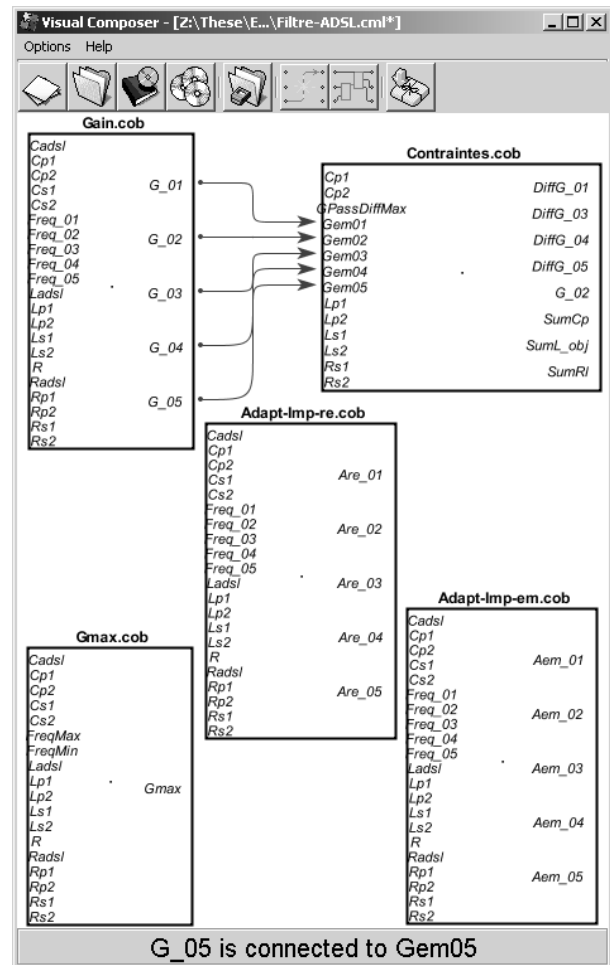 Visual Composer - [Z:\These\E...\Filtre-ADSL.cml*]
Options Help
Gain.cob
Cadsl
Cp1
Cp2
Cs1
Cs2
Freq_01
Freq_02
Freq_03
Freq_04
Freq_05
Ladsl
Lp1
Lp2
Ls1
Ls2
R
Radsl
Rp1
Rp2
Rs1
Rs2
G_01
G_02
G_03
G_04
G_05
Contraintes.cob
Cp1
Cp2
GPassDiffMax
Gem01
Gem02
Gem03
Gem04
Gem05
Lp1
Lp2
Ls1
Ls2
Rs1
Rs2
DiffG_01
DiffG_03
DiffG_04
DiffG_05
G_02
SumCp
SumL_obj
SumRl
Adapt-Imp-re.cob
Cadsl
Cp1
Cp2
Cs1
Cs2
Freq_01
Freq_02
Freq_03
Freq_04
Freq_05
Ladsl
Lp1
Lp2
Ls1
Ls2
R
Radsl
Rp1
Rp2
Rs1
Rs2
Are_01
Are_02
Are_03
Are_04
Are_05
Gmax.cob
Cadsl
Cp1
Cp2
Cs1
Cs2
FreqMax
FreqMin
Ladsl
Lp1
Lp2
Ls1
Ls2
R
Radsl
Rp1
Rp2
Rs1
Rs2
Gmax
Adapt-Imp-em.cob
Cadsl
Cp1
Cp2
Cs1
Cs2
Freq_01
Freq_02
Freq_03
Freq_04
Freq_05
Ladsl
Lp1
Lp2
Ls1
Ls2
R
Radsl
Rp1
Rp2
Rs1
Rs2
Aem_01
Aem_02
Aem_03
Aem_04
Aem_05
G_05 is connected to Gem05